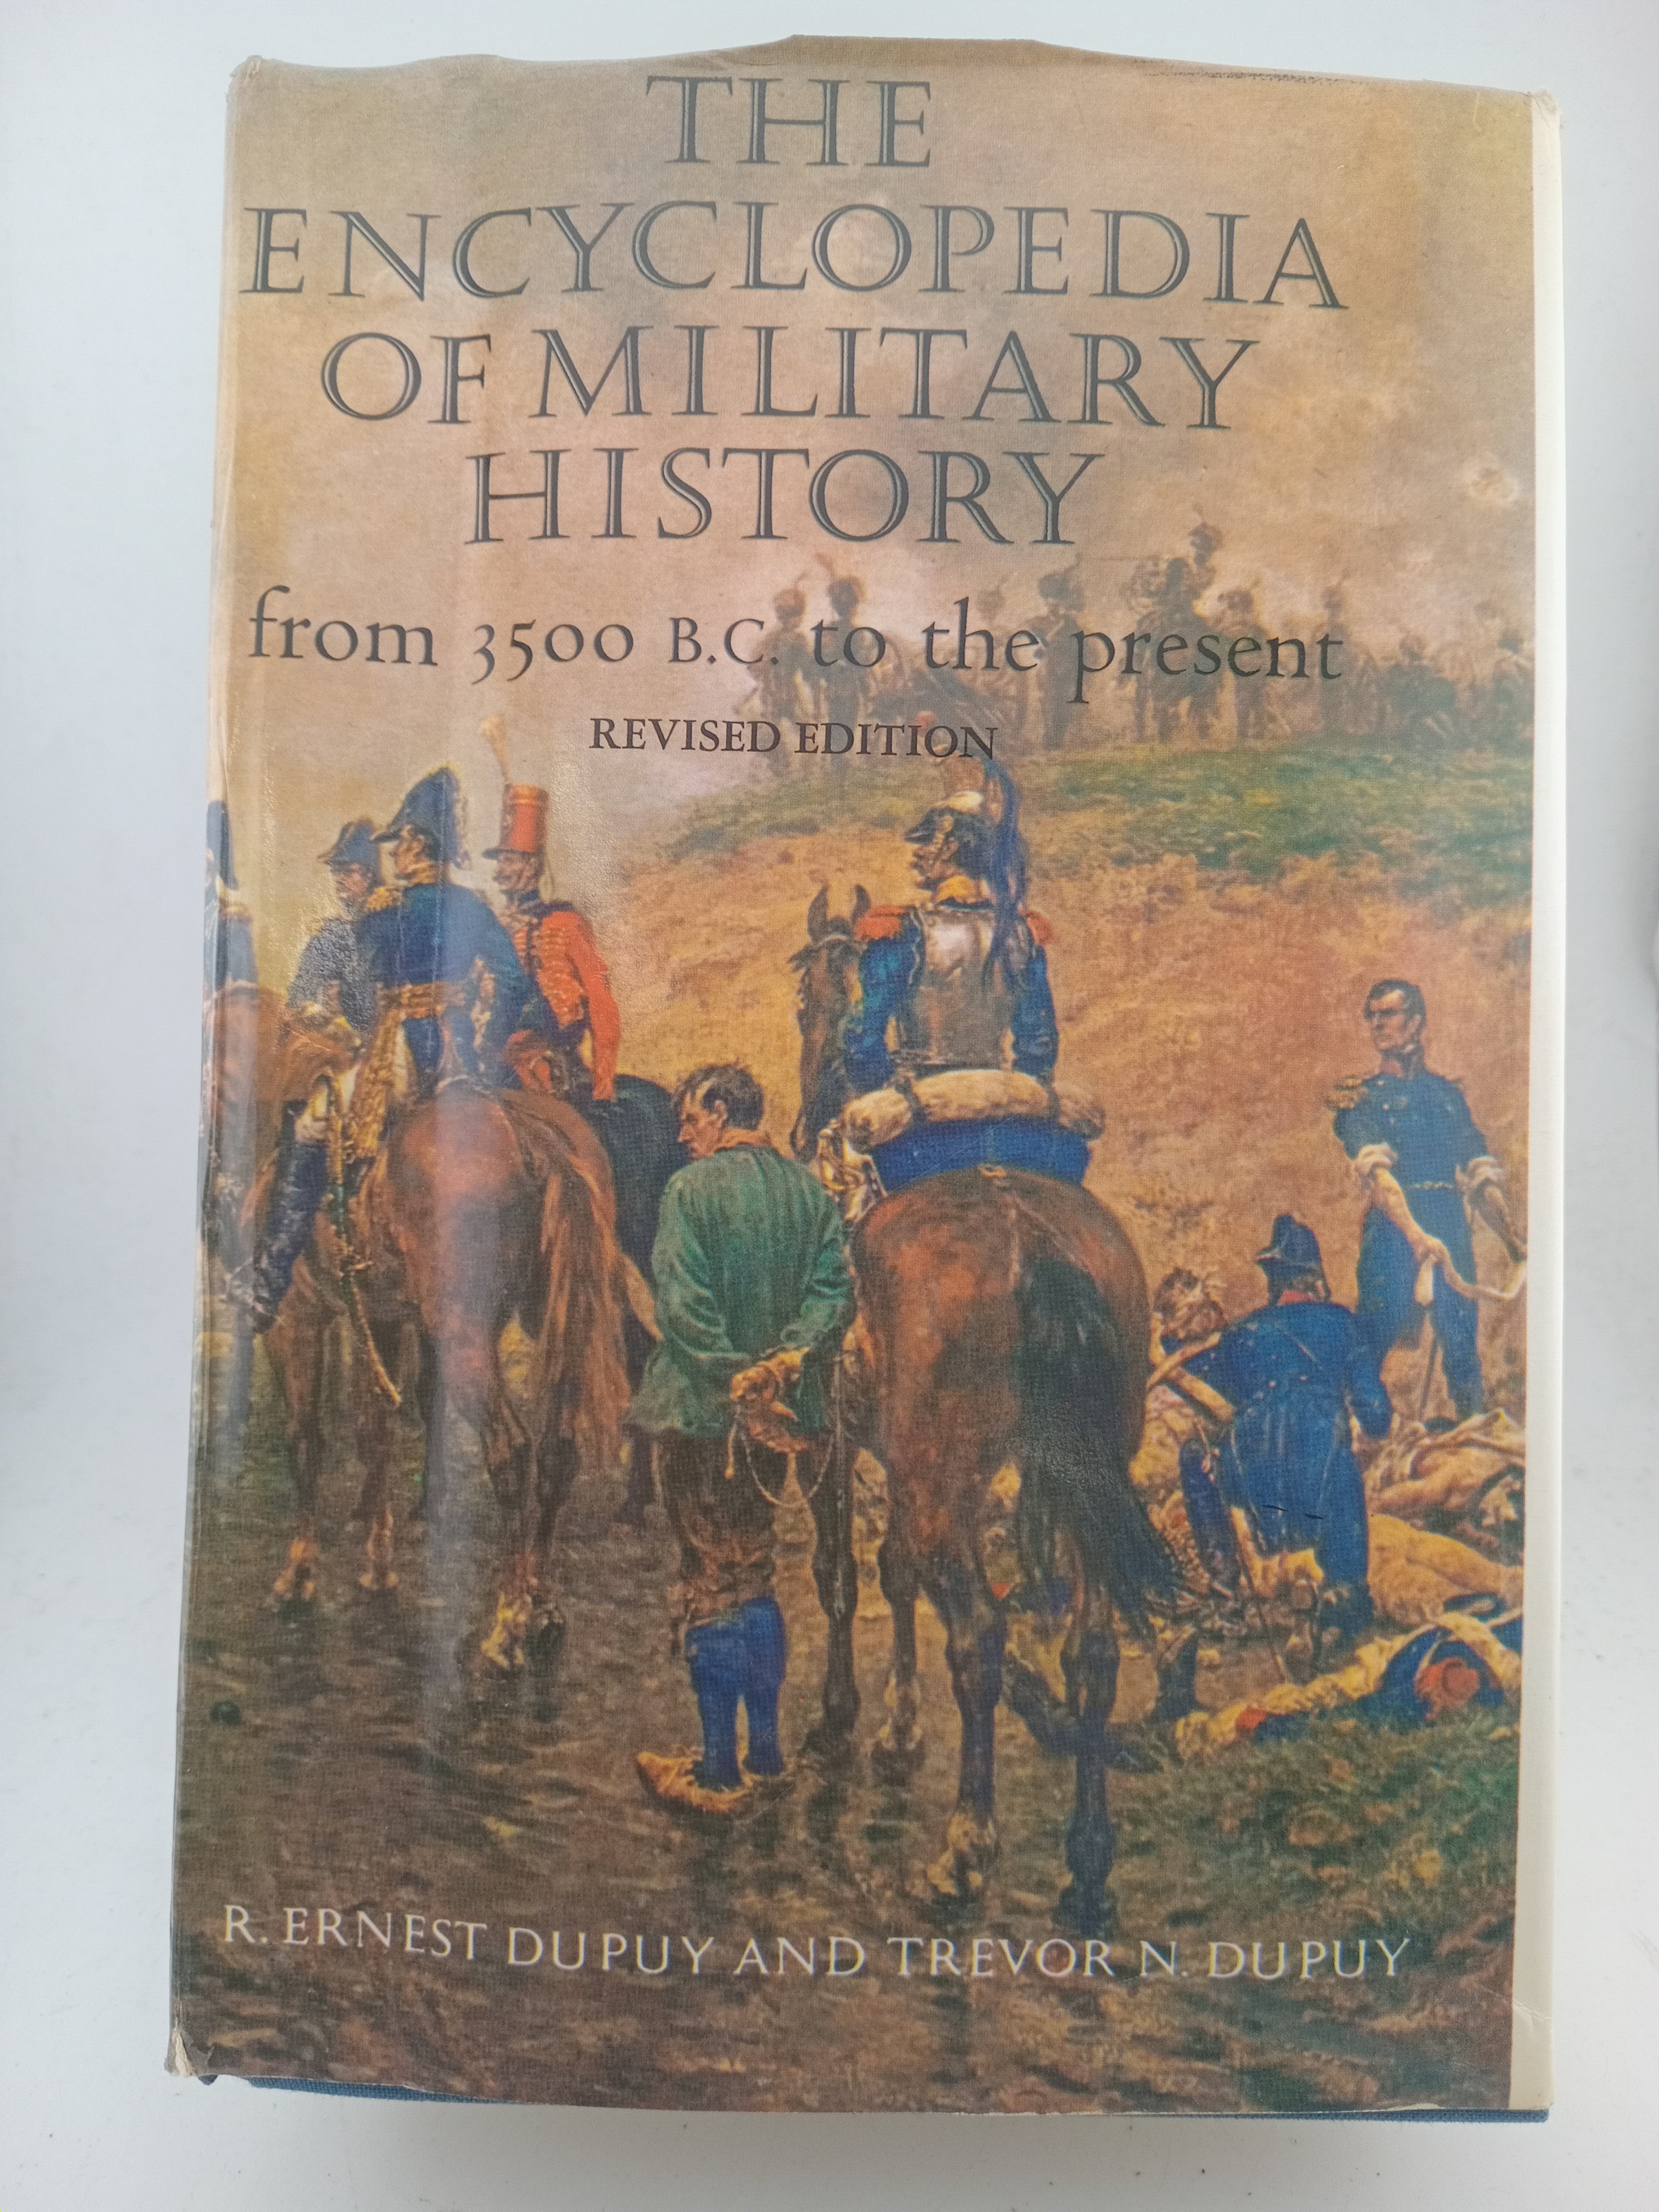 THE
ENCYCLOPEDIA
OF MILITARY
HISTORY
from 3500 B.C. to the present
REVISED EDITION
R. ERNEST DUPUY AND TREVOR N. DUPUY